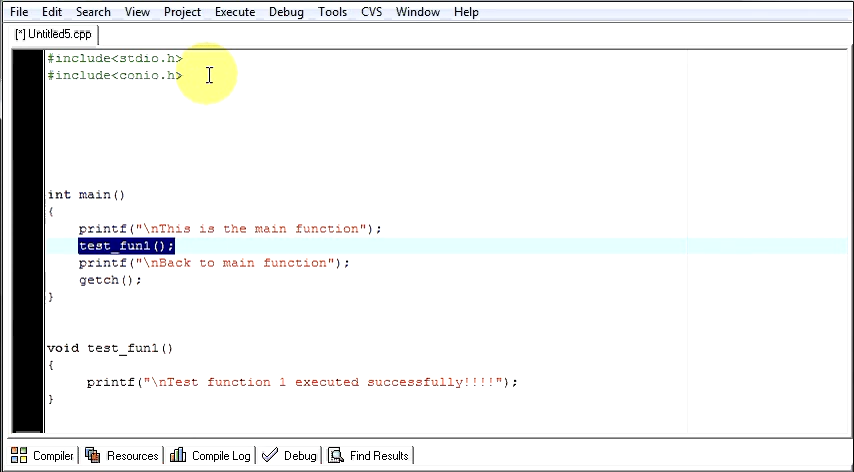 File Edit Search View Project Execute Debug Tools CVS Window Help
[*] Untitled5.cpp
#include<stdio.h>
#include<conio.h>
int main()
{
printf("\nThis is the main function");
test_fun1();
printf("\nBack to main function");
getch();
}
void test_fun1()
{
printf("\nTest function 1 executed successfully!!!!");
}
Compiler Resources Compile Log Debug Find Results